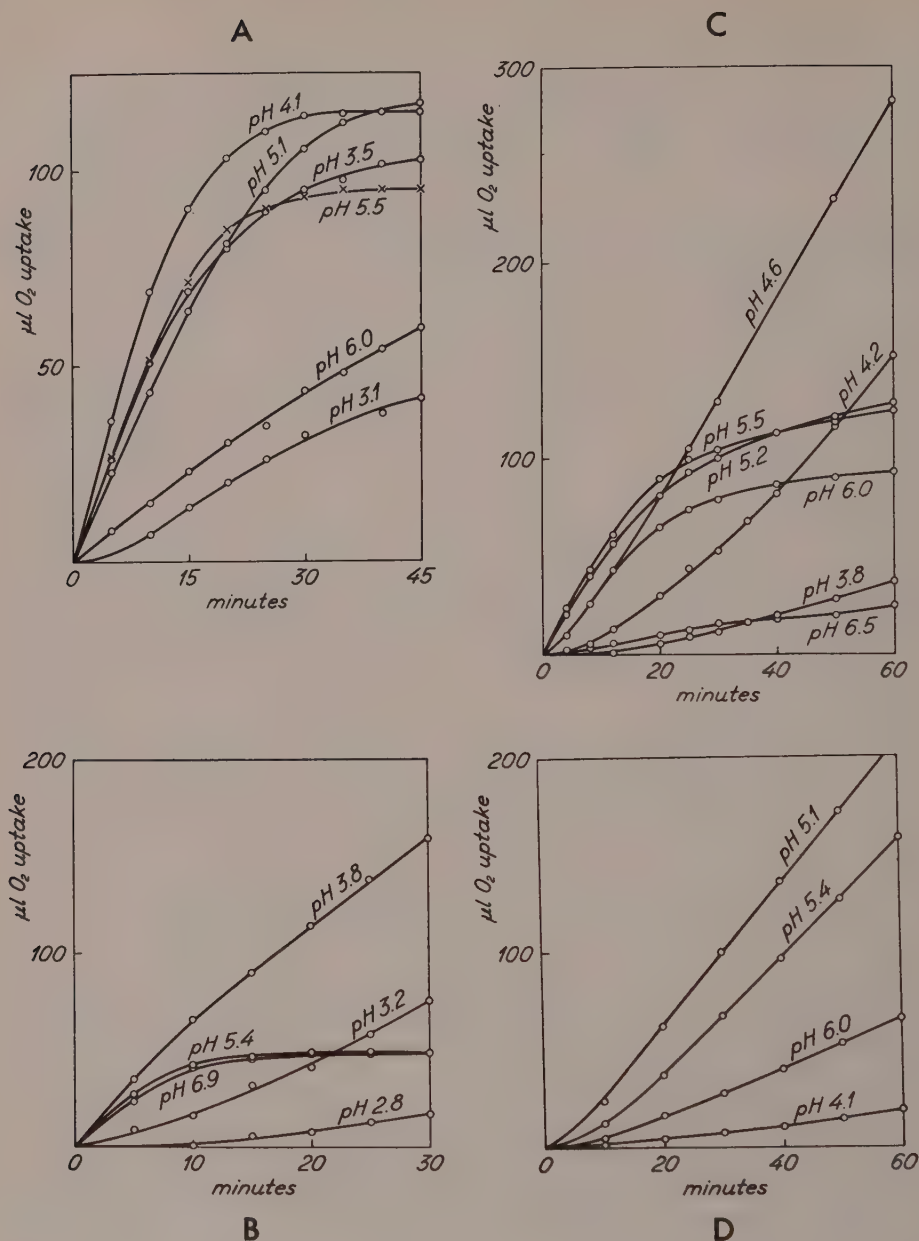 A
μl O₂ uptake
100
50
pH 4.1
pH 5.1
pH 3.5
pH 5.5
pH 6.0
pH 3.1
0 15 30 45
minutes
C
μl O₂ uptake
300
200
100
pH 4.6
pH 4.2
pH 5.5
pH 5.2
pH 6.0
pH 3.8
pH 6.5
0 20 40 60
minutes
μl O₂ uptake
200
100
pH 3.8
pH 3.2
pH 5.4
pH 6.9
pH 2.8
0 10 20 30
minutes
B
μl O₂ uptake
200
100
pH 5.1
pH 5.4
pH 6.0
pH 4.1
0 20 40 60
minutes
D